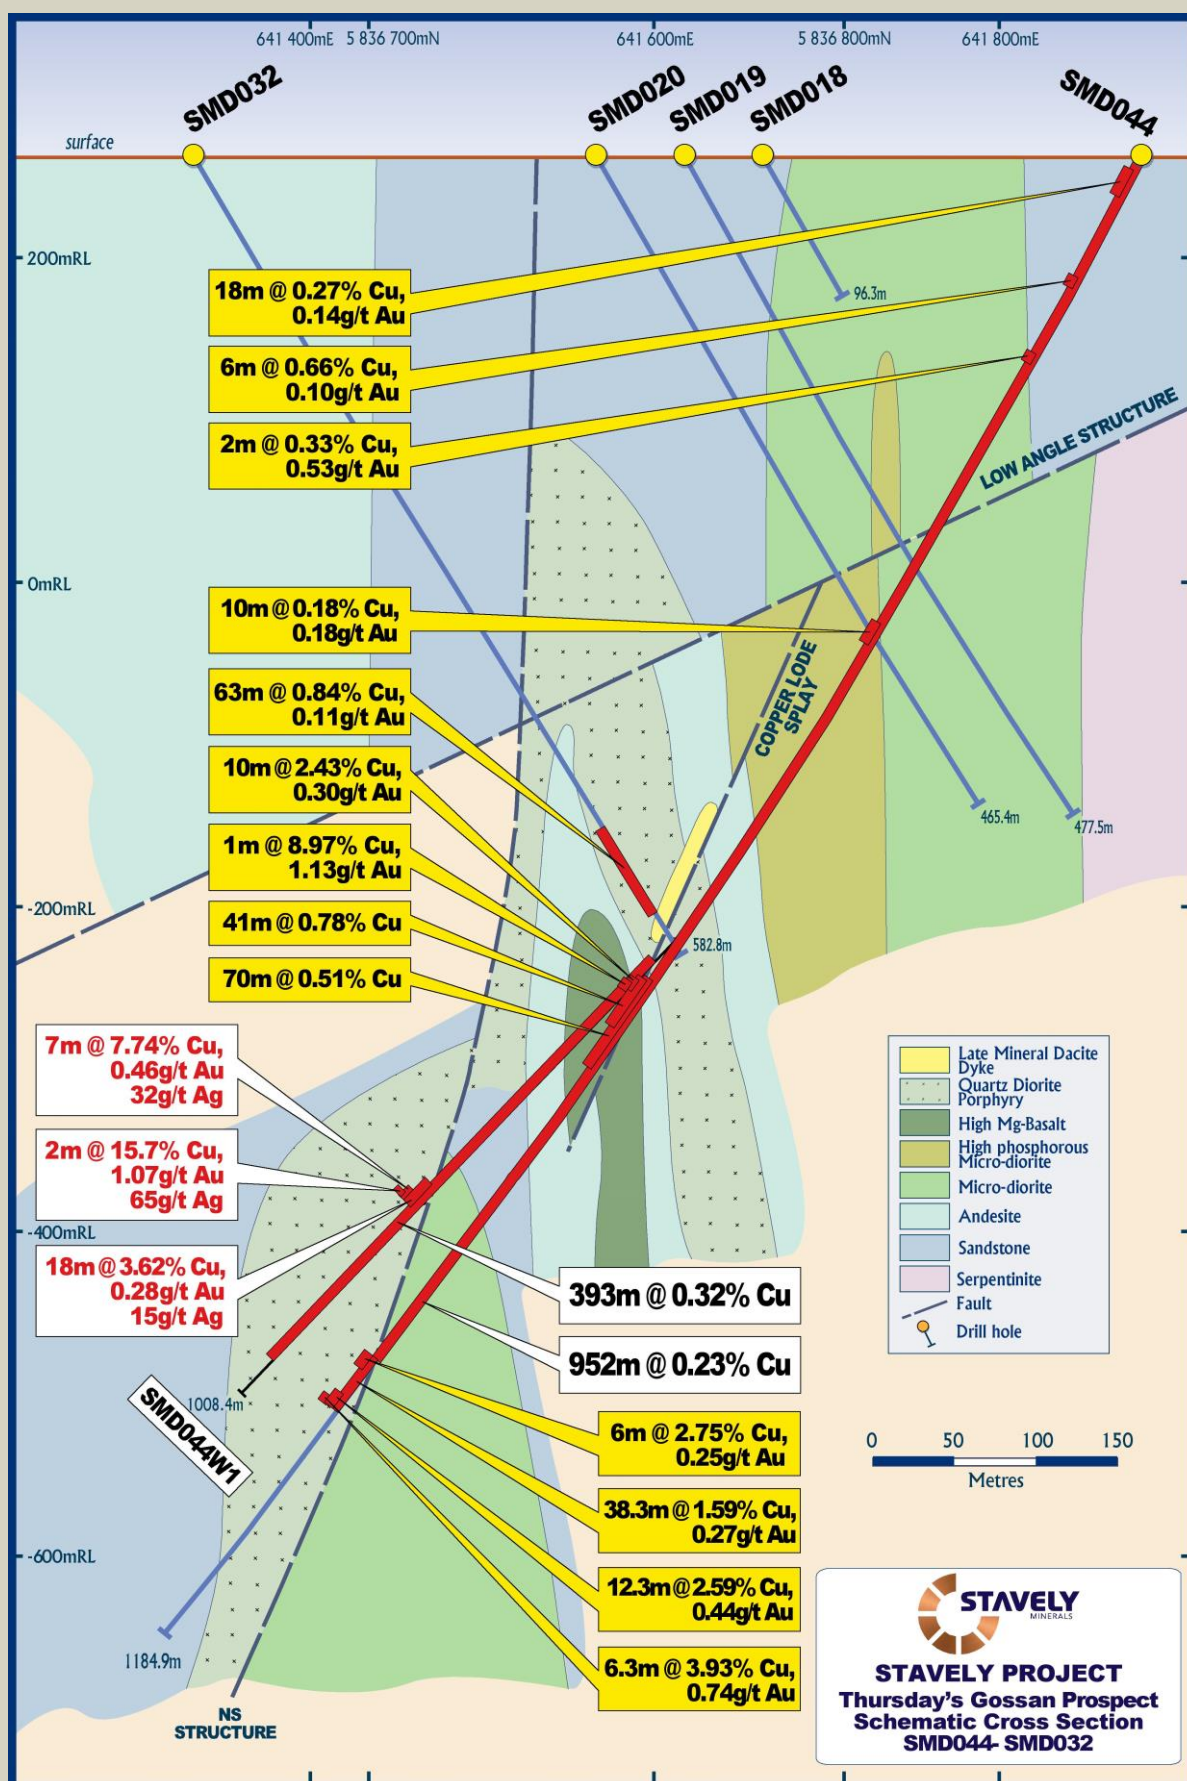 641 400mE 5 836 700mN 641 600mE 5 836 800mN 641 800mE
SMD032 SMD020 SMD019 SMD018 SMD044
surface
200mRL
0mRL
-200mRL
-400mRL
-600mRL
18m @ 0.27% Cu,
0.14g/t Au
6m @ 0.66% Cu,
0.10g/t Au
2m @ 0.33% Cu,
0.53g/t Au
10m @ 0.18% Cu,
0.18g/t Au
63m @ 0.84% Cu,
0.11g/t Au
10m @ 2.43% Cu,
0.30g/t Au
1m @ 8.97% Cu,
1.13g/t Au
41m @ 0.78% Cu
70m @ 0.51% Cu
7m @ 7.74% Cu,
0.46g/t Au
32g/t Ag
2m @ 15.7% Cu,
1.07g/t Au
65g/t Ag
18m @ 3.62% Cu,
0.28g/t Au
15g/t Ag
96.3m
LOW ANGLE STRUCTURE
COPPER LODE
SPLAY
465.4m
477.5m
582.8m
393m @ 0.32% Cu
952m @ 0.23% Cu
6m @ 2.75% Cu,
0.25g/t Au
38.3m @ 1.59% Cu,
0.27g/t Au
12.3m @ 2.59% Cu,
0.44g/t Au
6.3m @ 3.93% Cu,
0.74g/t Au
1008.4m
SMD044W1
1184.9m
NS
STRUCTURE
Late Mineral Dacite
Dyke
Quartz Diorite
Porphyry
High Mg-Basalt
High phosphorous
Micro-diorite
Micro-diorite
Andesite
Sandstone
Serpentinite
Fault
Drill hole
0 50 100 150
Metres
STAVELY
MINERALS
STAVELY PROJECT
Thursday's Gossan Prospect
Schematic Cross Section
SMD044- SMD032